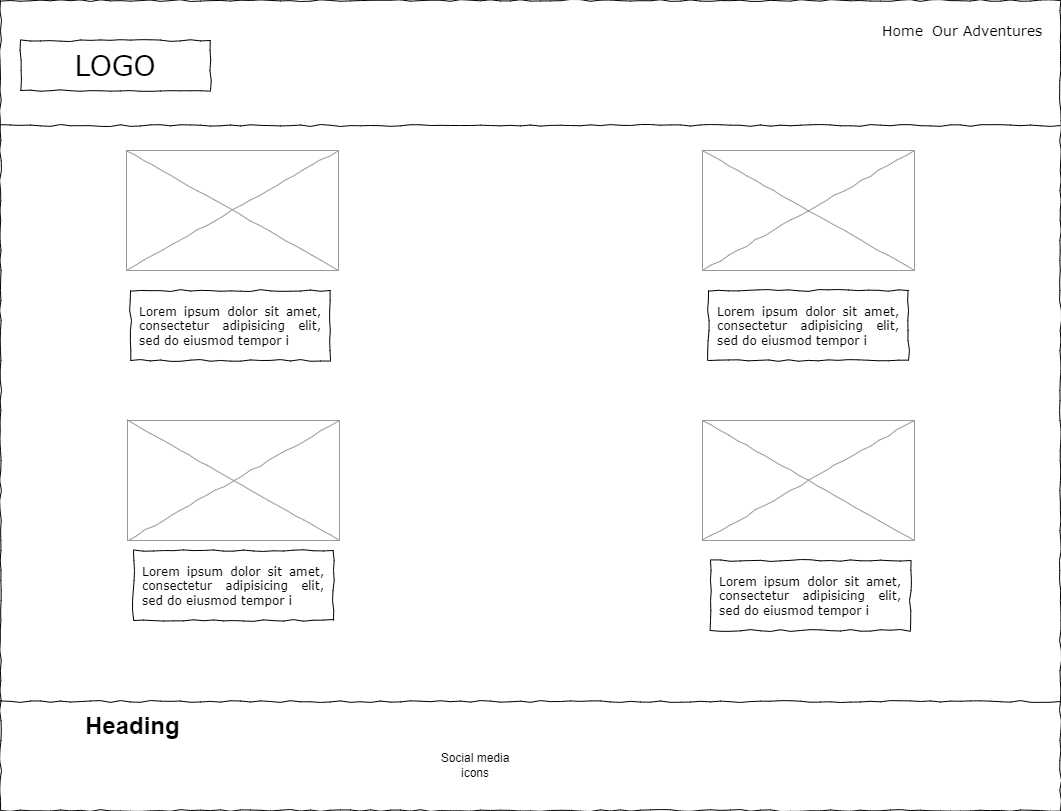 Home Our Adventures
LOGO
Lorem ipsum dolor sit amet,
consectetur adipisicing elit,
sed do eiusmod tempor i
Lorem ipsum dolor sit amet,
consectetur adipisicing elit,
sed do eiusmod tempor i
Lorem ipsum dolor sit amet,
consectetur adipisicing elit,
sed do eiusmod tempor i
Lorem ipsum dolor sit amet,
consectetur adipisicing elit,
sed do eiusmod tempor i
Heading
Social media
icons